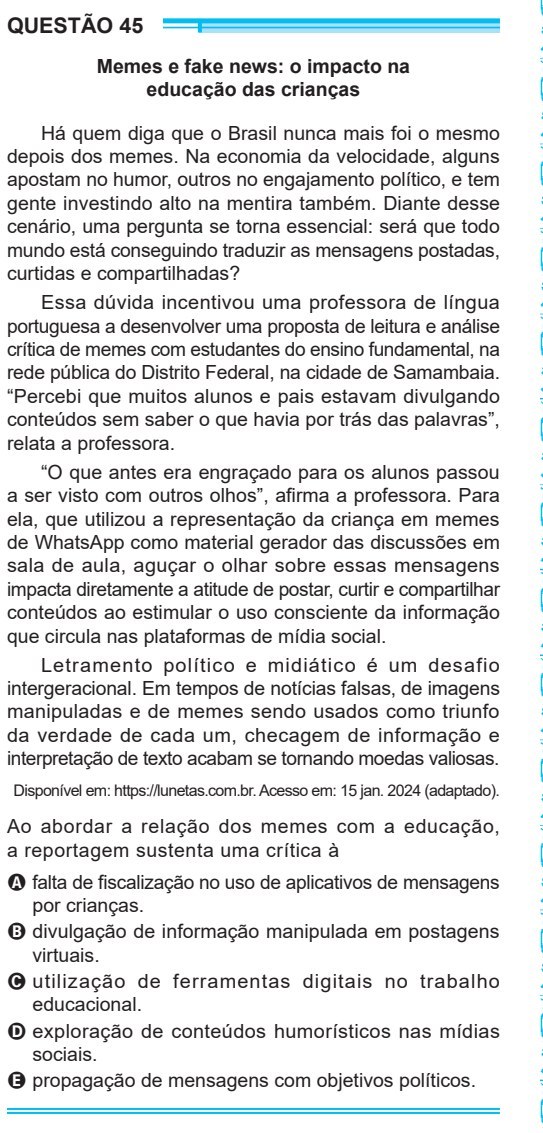 QUESTÃO 45
Memes e fake news: o impacto na
educação das crianças
Há quem diga que o Brasil nunca mais foi o mesmo
depois dos memes. Na economia da velocidade, alguns
apostam no humor, outros no engajamento político, e tem
gente investindo alto na mentira também. Diante desse
cenário, uma pergunta se torna essencial: será que todo
mundo está conseguindo traduzir as mensagens postadas,
curtidas e compartilhadas?
Essa dúvida incentivou uma professora de língua
portuguesa a desenvolver uma proposta de leitura e análise
crítica de memes com estudantes do ensino fundamental, na
rede pública do Distrito Federal, na cidade de Samambaia.
“Percebi que muitos alunos e pais estavam divulgando
conteúdos sem saber o que havia por trás das palavras”,
relata a professora.
“O que antes era engraçado para os alunos passou
a ser visto com outros olhos”, afirma a professora. Para
ela, que utilizou a representação da criança em memes
de WhatsApp como material gerador das discussões em
sala de aula, aguçar o olhar sobre essas mensagens
impacta diretamente a atitude de postar, curtir e compartilhar
conteúdos ao estimular o uso consciente da informação
que circula nas plataformas de mídia social.
Letramento político e midiático é um desafio
intergeracional. Em tempos de notícias falsas, de imagens
manipuladas e de memes sendo usados como triunfo
da verdade de cada um, checagem de informação e
interpretação de texto acabam se tornando moedas valiosas.
Disponível em: https://lunetas.com.br. Acesso em: 15 jan. 2024 (adaptado).
Ao abordar a relação dos memes com a educação,
a reportagem sustenta uma crítica à
A falta de fiscalização no uso de aplicativos de mensagens
por crianças.
B divulgação de informação manipulada em postagens
virtuais.
C utilização de ferramentas digitais no trabalho
educacional.
D exploração de conteúdos humorísticos nas mídias
sociais.
E propagação de mensagens com objetivos políticos.